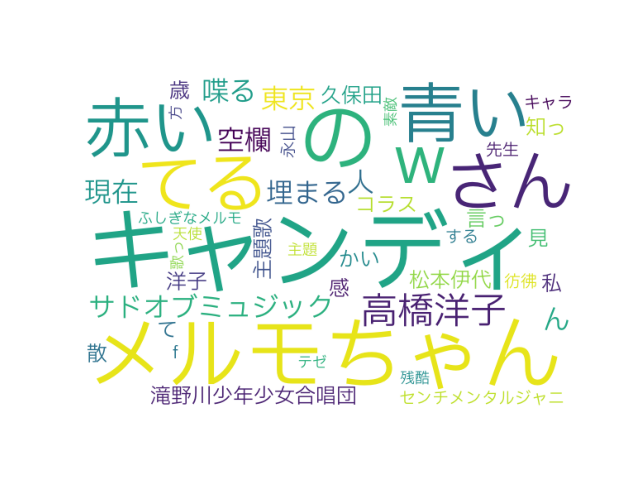 歳 喋る 東京 久保田 キャラ
方 素敵 知っ
赤い の 青い
空欄 永山 w 先生
てる さん
現在 埋まる 人
コラス 言っ
ふしぎなメルモ
キャンディ
天使 歌っ 主題歌 主題 かい する 見
洋子 感 松本伊代 彷彿 私
サドオブミュジック 高橋洋子 ん
て
散 f メルモちゃん
テゼ 残酷
滝野川少年少女合唱団 センチメンタルジャニ